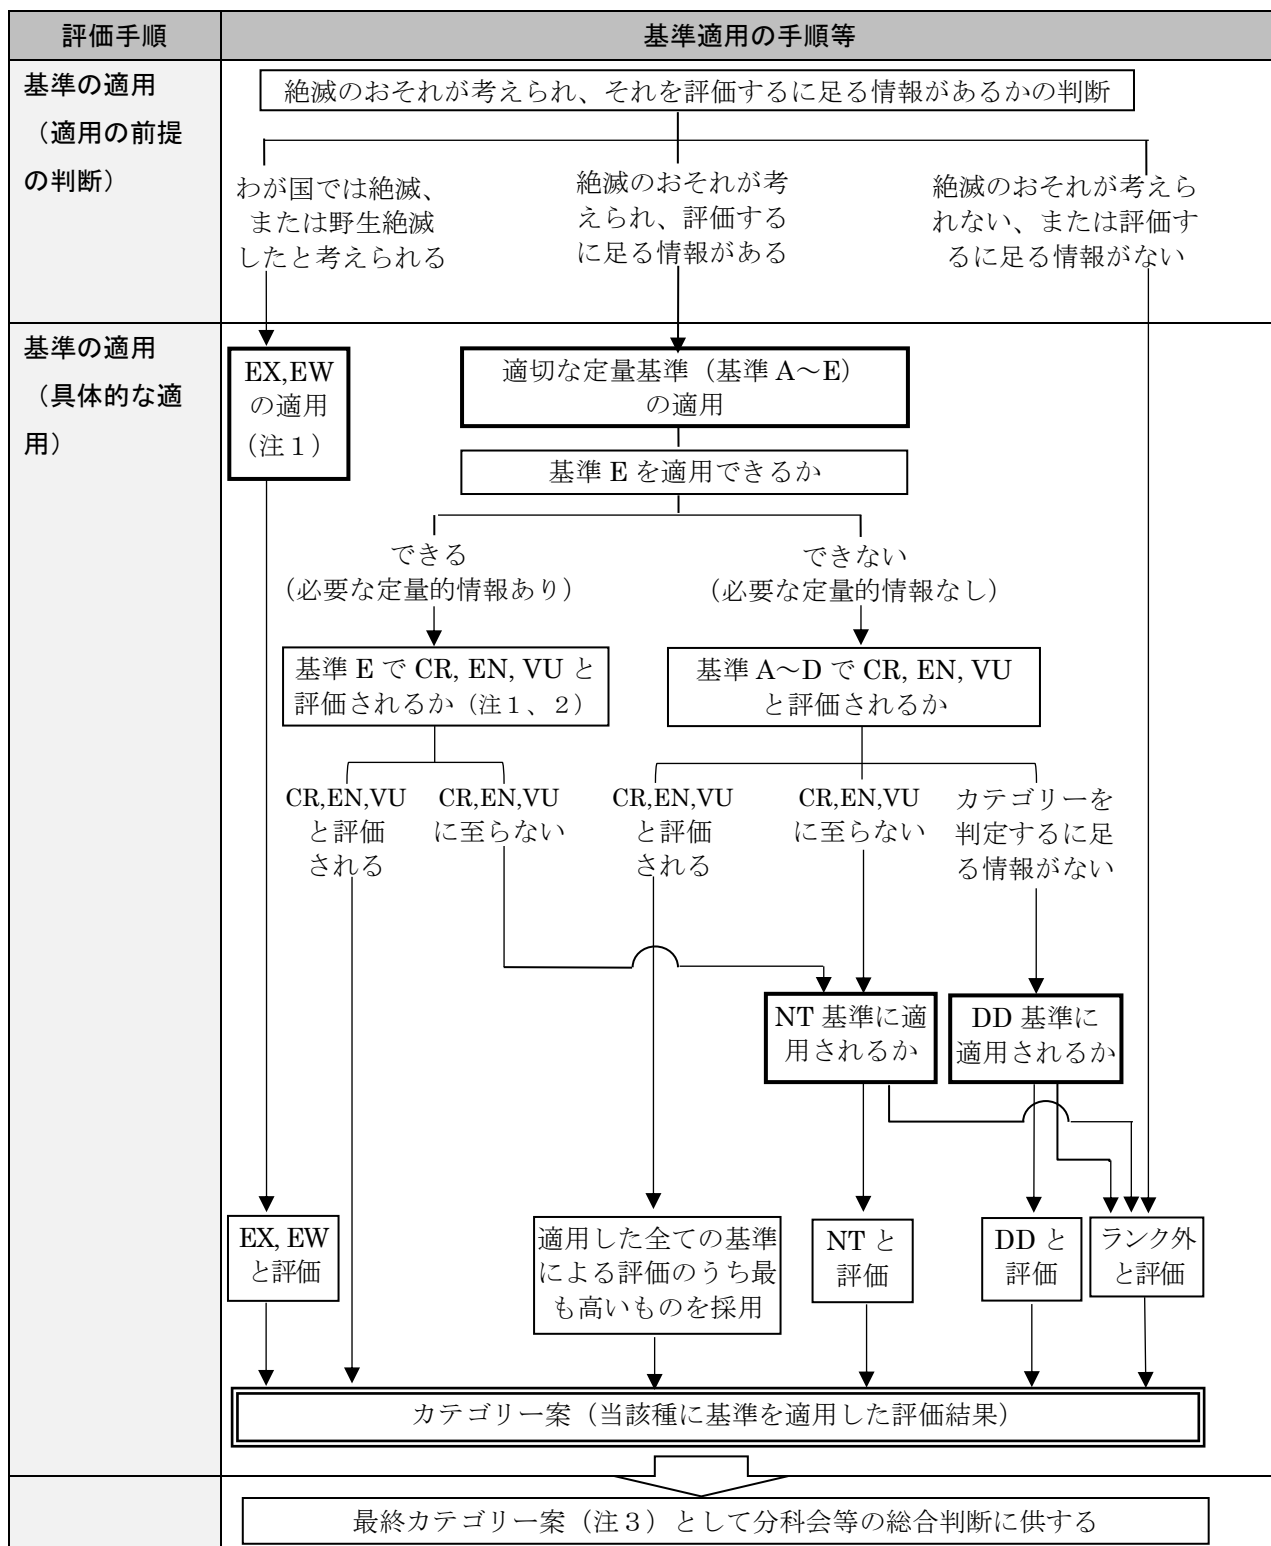 評価手順
基準適用の手順等
基準の適用
（適用の前提
の判断）
絶滅のおそれが考えられ、それを評価するに足る情報があるかの判断
わが国では絶滅、
または野生絶滅
したと考えられる
絶滅のおそれが考
えられ、評価する
に足る情報がある
絶滅のおそれが考えら
れない、または評価す
るに足る情報がない
基準の適用
（具体的な適
用）
EX,EW
の適用
（注１）
適切な定量基準（基準 A～E）
の適用
基準 E を適用できるか
できる
（必要な定量的情報あり）
できない
（必要な定量的情報なし）
基準 E で CR, EN, VU と
評価されるか（注１、２）
基準 A～D で CR, EN, VU
と評価されるか
CR,EN,VU
と評価
される
CR,EN,VU
に至らない
CR,EN,VU
と評価
される
CR,EN,VU
に至らない
カテゴリーを
判定するに足
る情報がない
NT 基準に適
用されるか
DD 基準に
適用されるか
EX, EW
と評価
適用した全ての基準
による評価のうち最
も高いものを採用
NT と
評価
DD と
評価
ランク外
と評価
カテゴリー案（当該種に基準を適用した評価結果）
最終カテゴリー案（注３）として分科会等の総合判断に供する